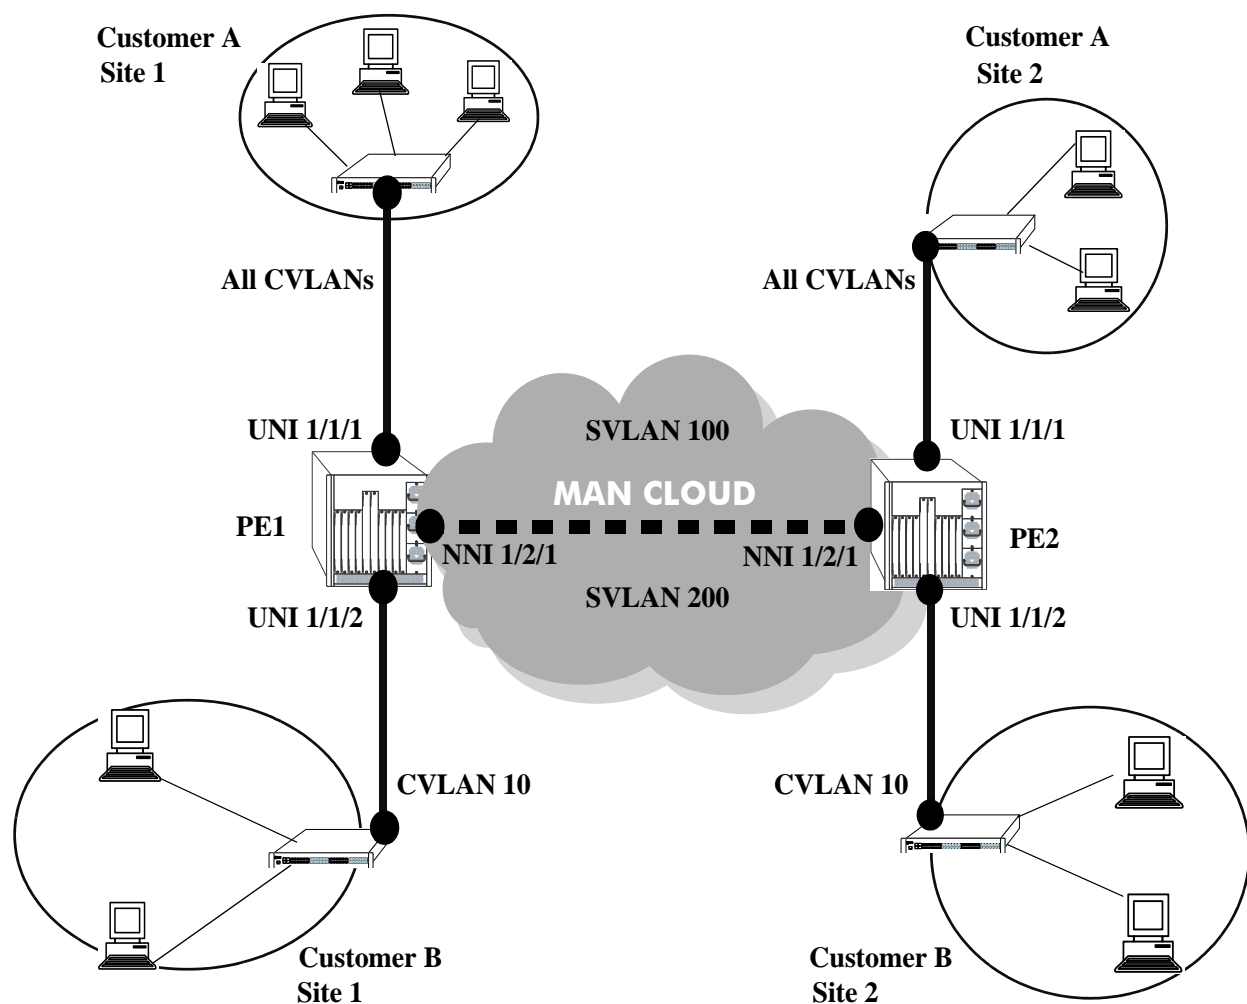 Customer A
Site 1
Customer A
Site 2
All CVLANs
All CVLANs
UNI 1/1/1
SVLAN 100
UNI 1/1/1
MAN CLOUD
PE1
PE2
NNI 1/2/1
NNI 1/2/1
UNI 1/1/2
SVLAN 200
UNI 1/1/2
CVLAN 10
CVLAN 10
Customer B
Site 1
Customer B
Site 2